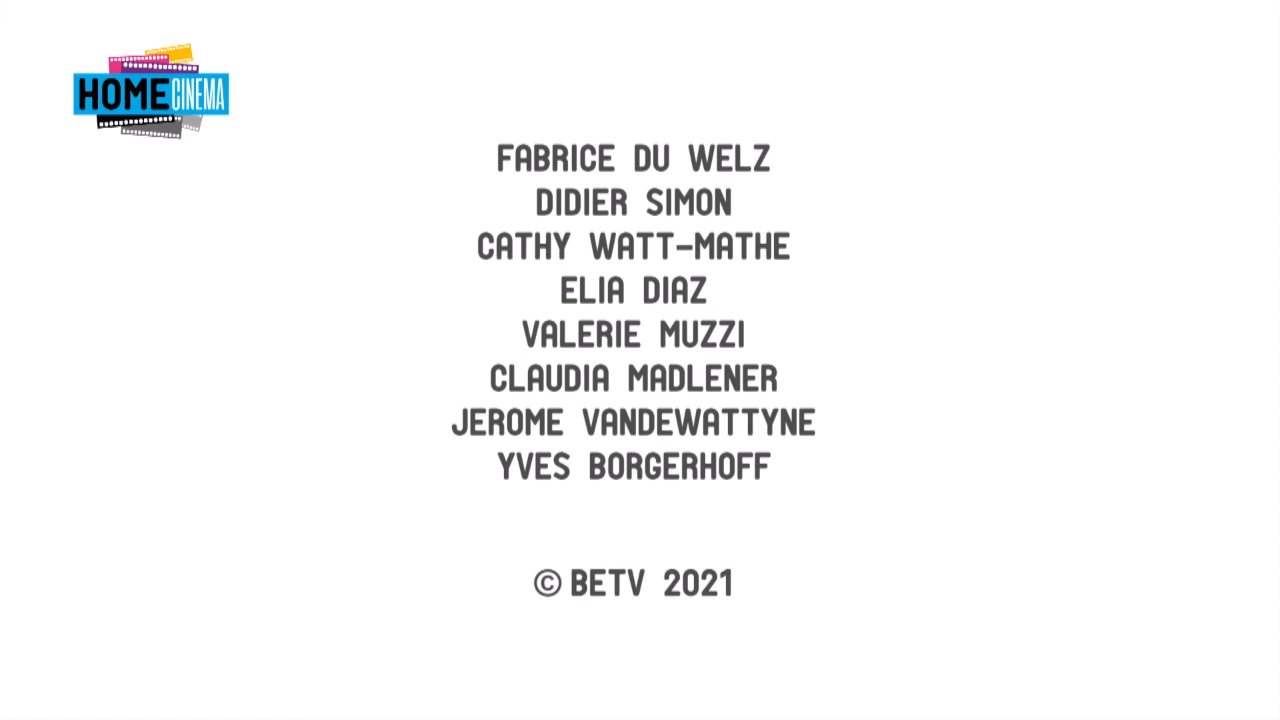 HOME CINEMA
FABRICE DU WELZ
DIDIER SIMON
CATHY WATT-MATHE
ELIA DIAZ
VALERIE MUZZI
CLAUDIA MADLENER
JEROME VANDEWATTYNE
YVES BORGERHOFF
© BETV 2021